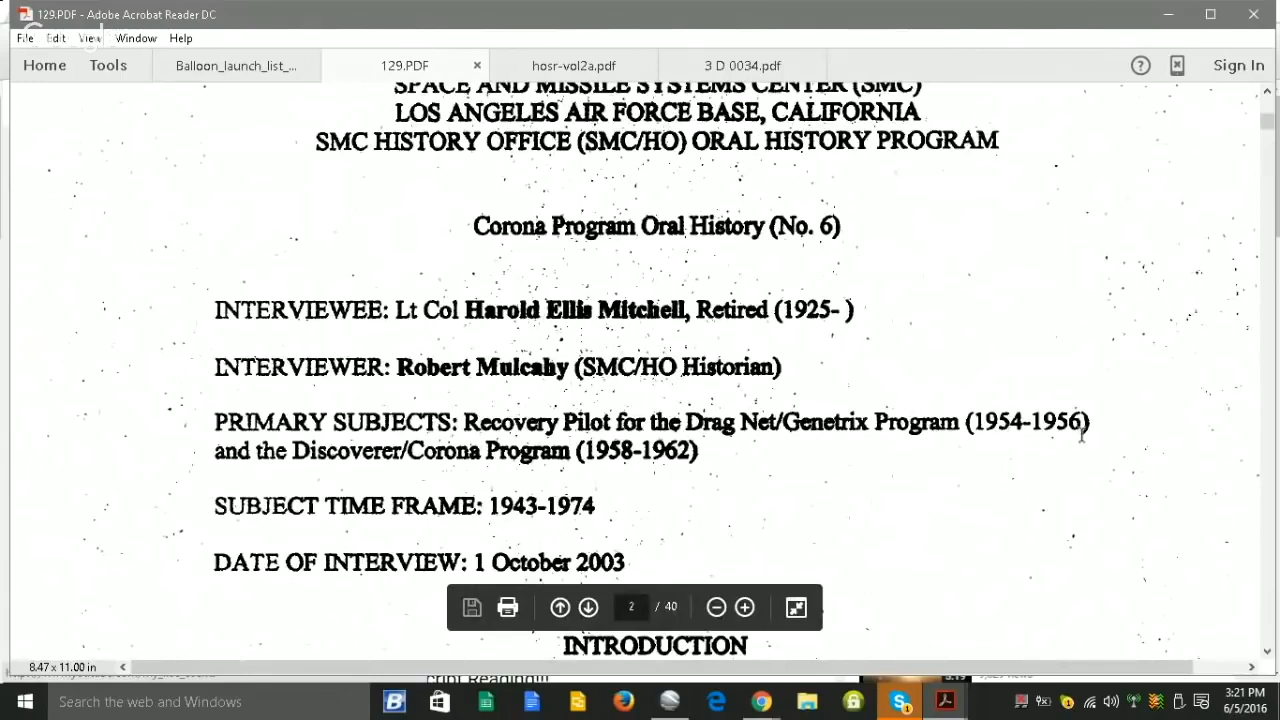 129.PDF - Adobe Acrobat Reader DC
Google
File Edit View Window Help
Home Tools Balloon_launch_list_... 129.PDF × hosr-vol2a.pdf 3 D 0034.pdf Sign In
SPACE AND MISSILE SYSTEMS CENTER (SMC)
LOS ANGELES AIR FORCE BASE, CALIFORNIA
SMC HISTORY OFFICE (SMC/HO) ORAL HISTORY PROGRAM
Corona Program Oral History (No. 6)
INTERVIEWEE: Lt Col Harold Ellis Mitchell, Retired (1925- )
INTERVIEWER: Robert Mulcahy (SMC/HO Historian)
PRIMARY SUBJECTS: Recovery Pilot for the Drag Net/Genetrix Program (1954-1956)
and the Discoverer/Corona Program (1958-1962)
SUBJECT TIME FRAME: 1943-1974
DATE OF INTERVIEW: 1 October 2003
2 / 40
INTRODUCTION
8.47 x 11.00 in
cript Reading!!!
Search the web and Windows
3:21 PM
6/5/2016